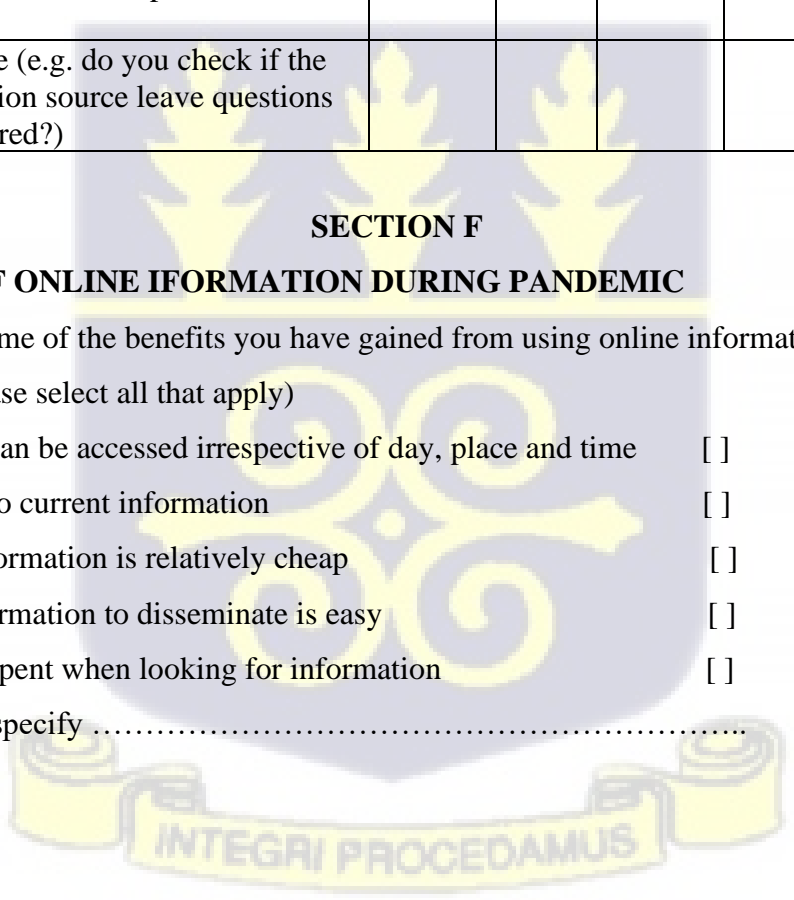 e (e.g. do you check if the
ion source leave questions
red?)
SECTION F
F ONLINE IFORMATION DURING PANDEMIC
me of the benefits you have gained from using online informat
se select all that apply)
an be accessed irrespective of day, place and time [ ]
o current information [ ]
ormation is relatively cheap [ ]
rmation to disseminate is easy [ ]
pent when looking for information [ ]
specify …………………………………………………………..
INTEGRI PROCEDAMUS